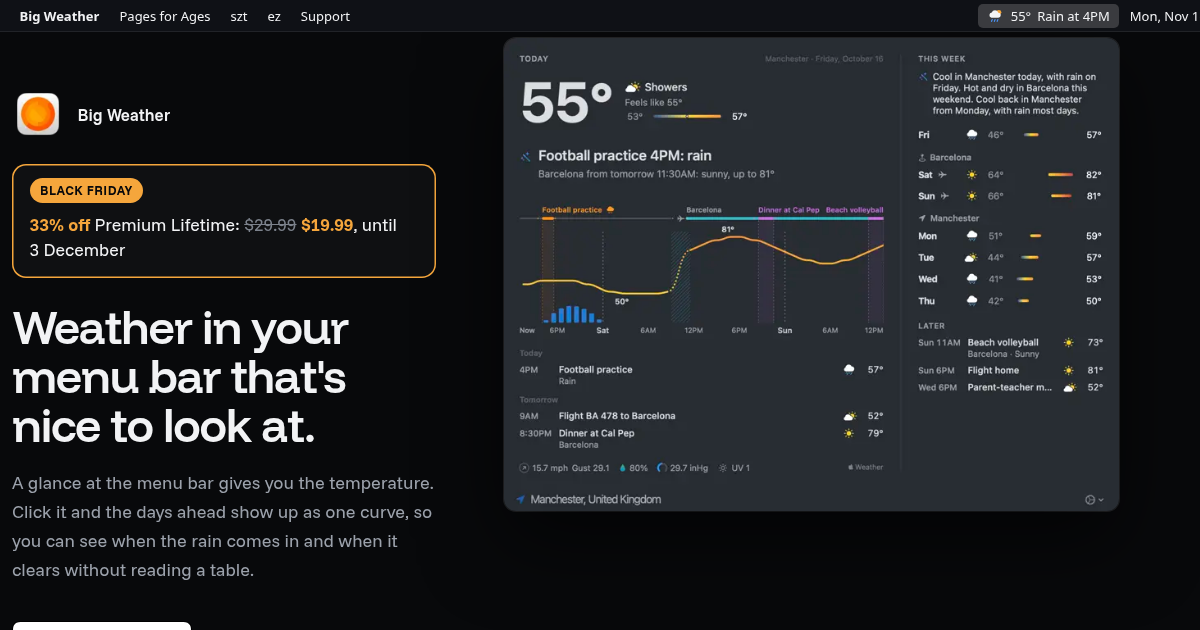 Big Weather Pages for Ages szt ez Support 55° Rain at 4PM Mon, Nov 1
Big Weather
BLACK FRIDAY
33% off Premium Lifetime: $29.99 $19.99, until
3 December
Weather in your
menu bar that's
nice to look at.
A glance at the menu bar gives you the temperature.
Click it and the days ahead show up as one curve, so
you can see when the rain comes in and when it
clears without reading a table.
TODAY Manchester · Friday, October 16
55° Showers
Feels like 55°
53° 57°
Football practice 4PM: rain
Barcelona from tomorrow 11:30AM: sunny, up to 81°
Football practice Barcelona Dinner at Cal Pep Beach volleyball
81°
50°
Now 6PM Sat 6AM 12PM 6PM Sun 6AM 12PM
Today
4PM Football practice 57°
Rain
Tomorrow
9AM Flight BA 478 to Barcelona 52°
8:30PM Dinner at Cal Pep 79°
Barcelona
15.7 mph Gust 29.1 80% 29.7 inHg UV 1 Weather
Manchester, United Kingdom
THIS WEEK
Cool in Manchester today, with rain on
Friday. Hot and dry in Barcelona this
weekend. Cool back in Manchester
from Monday, with rain most days.
Fri 46° 57°
Barcelona
Sat 64° 82°
Sun 66° 81°
Manchester
Mon 51° 59°
Tue 44° 57°
Wed 41° 53°
Thu 42° 50°
LATER
Sun 11AM Beach volleyball 73°
Barcelona · Sunny
Sun 6PM Flight home 81°
Wed 6PM Parent-teacher m... 52°